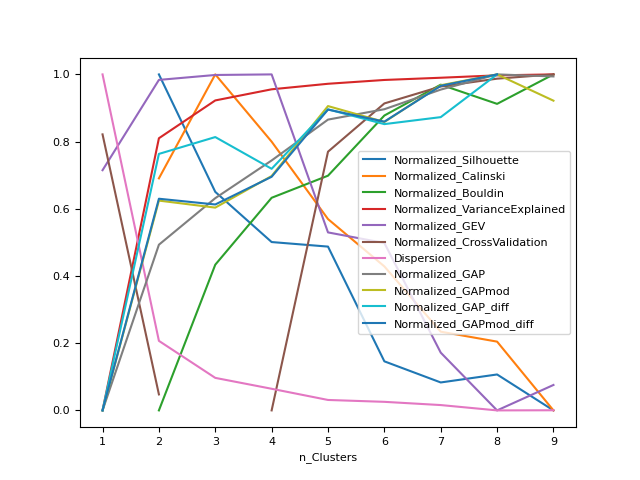 1.0
0.8
0.6
0.4
0.2
0.0
Normalized_Silhouette
Normalized_Calinski
Normalized_Bouldin
Normalized_VarianceExplained
Normalized_GEV
Normalized_CrossValidation
Dispersion
Normalized_GAP
Normalized_GAPmod
Normalized_GAP_diff
Normalized_GAPmod_diff
1 2 3 4 5 6 7 8 9
n_Clusters